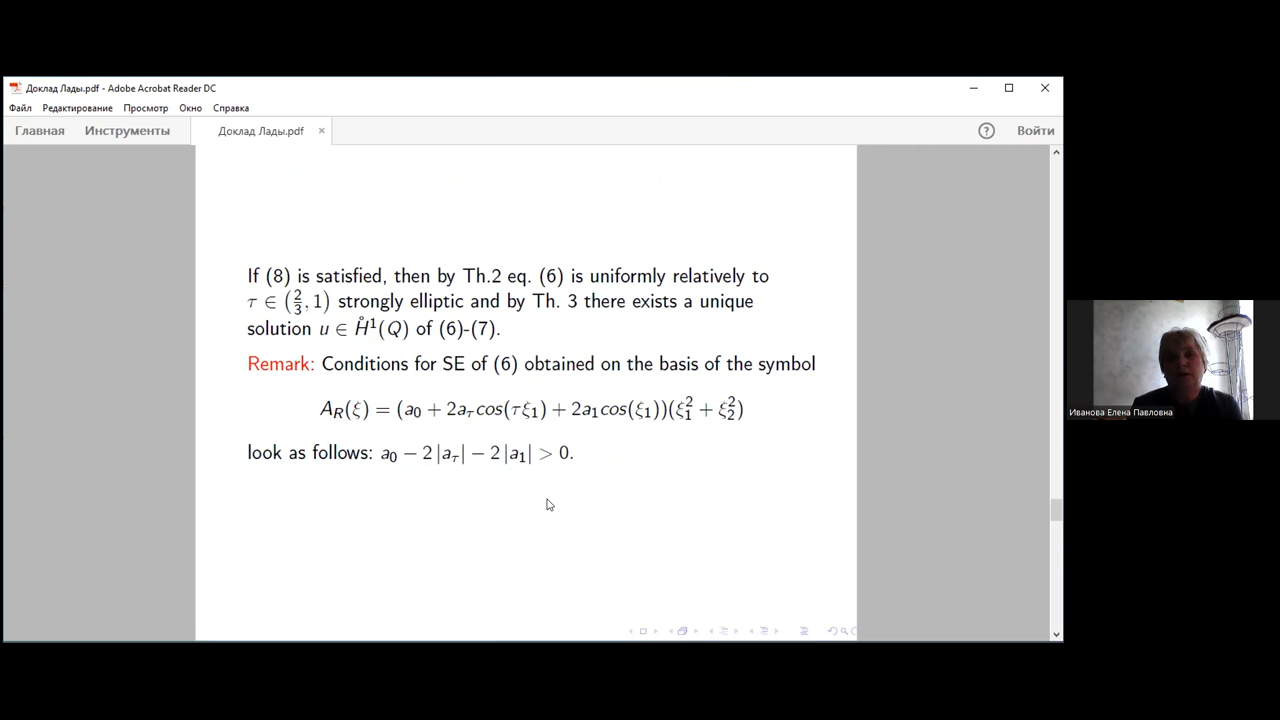 Доклад Лады.pdf - Adobe Acrobat Reader DC
Файл Редактирование Просмотр Окно Справка
Главная Инструменты Доклад Лады.pdf × ? Войти
If (8) is satisfied, then by Th.2 eq. (6) is uniformly relatively to
τ ∈ (2/3, 1) strongly elliptic and by Th. 3 there exists a unique
solution u ∈ H̊¹(Q) of (6)-(7).
Remark: Conditions for SE of (6) obtained on the basis of the symbol
A_R(ξ) = (a₀ + 2a_τ cos(τξ₁) + 2a₁cos(ξ₁))(ξ₁² + ξ₂²)
look as follows: a₀ − 2|a_τ| − 2|a₁| > 0.
Иванова Елена Павловна